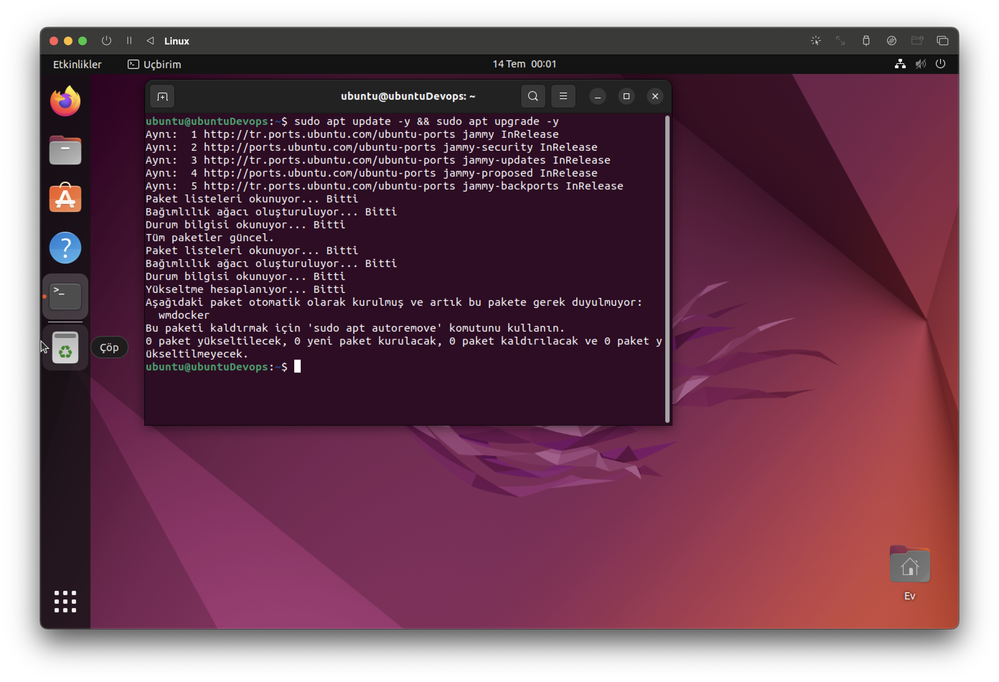 Linux
Etkinlikler
Uçbirim
14 Tem 00:01
ubuntu@ubuntuDevops: ~
ubuntu@ubuntuDevops:~$ sudo apt update -y && sudo apt upgrade -y
Aynı:  1 http://tr.ports.ubuntu.com/ubuntu-ports jammy InRelease
Aynı:  2 http://ports.ubuntu.com/ubuntu-ports jammy-security InRelease
Aynı:  3 http://tr.ports.ubuntu.com/ubuntu-ports jammy-updates InRelease
Aynı:  4 http://ports.ubuntu.com/ubuntu-ports jammy-proposed InRelease
Aynı:  5 http://tr.ports.ubuntu.com/ubuntu-ports jammy-backports InRelease
Paket listeleri okunuyor... Bitti
Bağımlılık ağacı oluşturuluyor... Bitti
Durum bilgisi okunuyor... Bitti
Tüm paketler güncel.
Paket listeleri okunuyor... Bitti
Bağımlılık ağacı oluşturuluyor... Bitti
Durum bilgisi okunuyor... Bitti
Yükseltme hesaplanıyor... Bitti
Aşağıdaki paket otomatik olarak kurulmuş ve artık bu pakete gerek duyulmuyor:
  wmdocker
Bu paketi kaldırmak için 'sudo apt autoremove' komutunu kullanın.
0 paket yükseltilecek, 0 yeni paket kurulacak, 0 paket kaldırılacak ve 0 paket y
ükseltilmeyecek.
ubuntu@ubuntuDevops:~$
Çöp
Ev